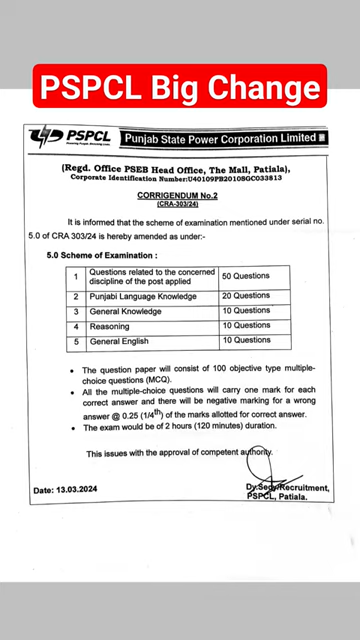 PSPCL Big Change
PSPCL
Punjab State Power Corporation Limited
(Regd. Office PSEB Head Office, The Mall, Patiala),
Corporate Identification Number:U40109PB2010SGC033813
CORRIGENDUM No.2
(CRA-303/24)
It is informed that the scheme of examination mentioned under serial no.
5.0 of CRA 303/24 is hereby amended as under:-
5.0 Scheme of Examination :
1 Questions related to the concerned discipline of the post applied 50 Questions
2 Punjabi Language Knowledge 20 Questions
3 General Knowledge 10 Questions
4 Reasoning 10 Questions
5 General English 10 Questions
• The question paper will consist of 100 objective type multiple-
choice questions (MCQ).
• All the multiple-choice questions will carry one mark for each
correct answer and there will be negative marking for a wrong
answer @ 0.25 (1/4th) of the marks allotted for correct answer.
• The exam would be of 2 hours (120 minutes) duration.
This issues with the approval of competent authority.
Dy.Secy/Recruitment,
Date: 13.03.2024 PSPCL, Patiala.